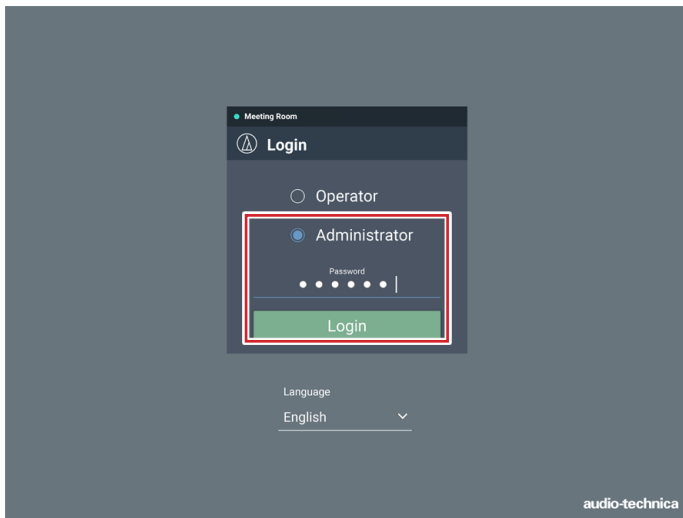 Meeting Room
Login
Operator
Administrator
Password
Login
Language
English
audio-technica